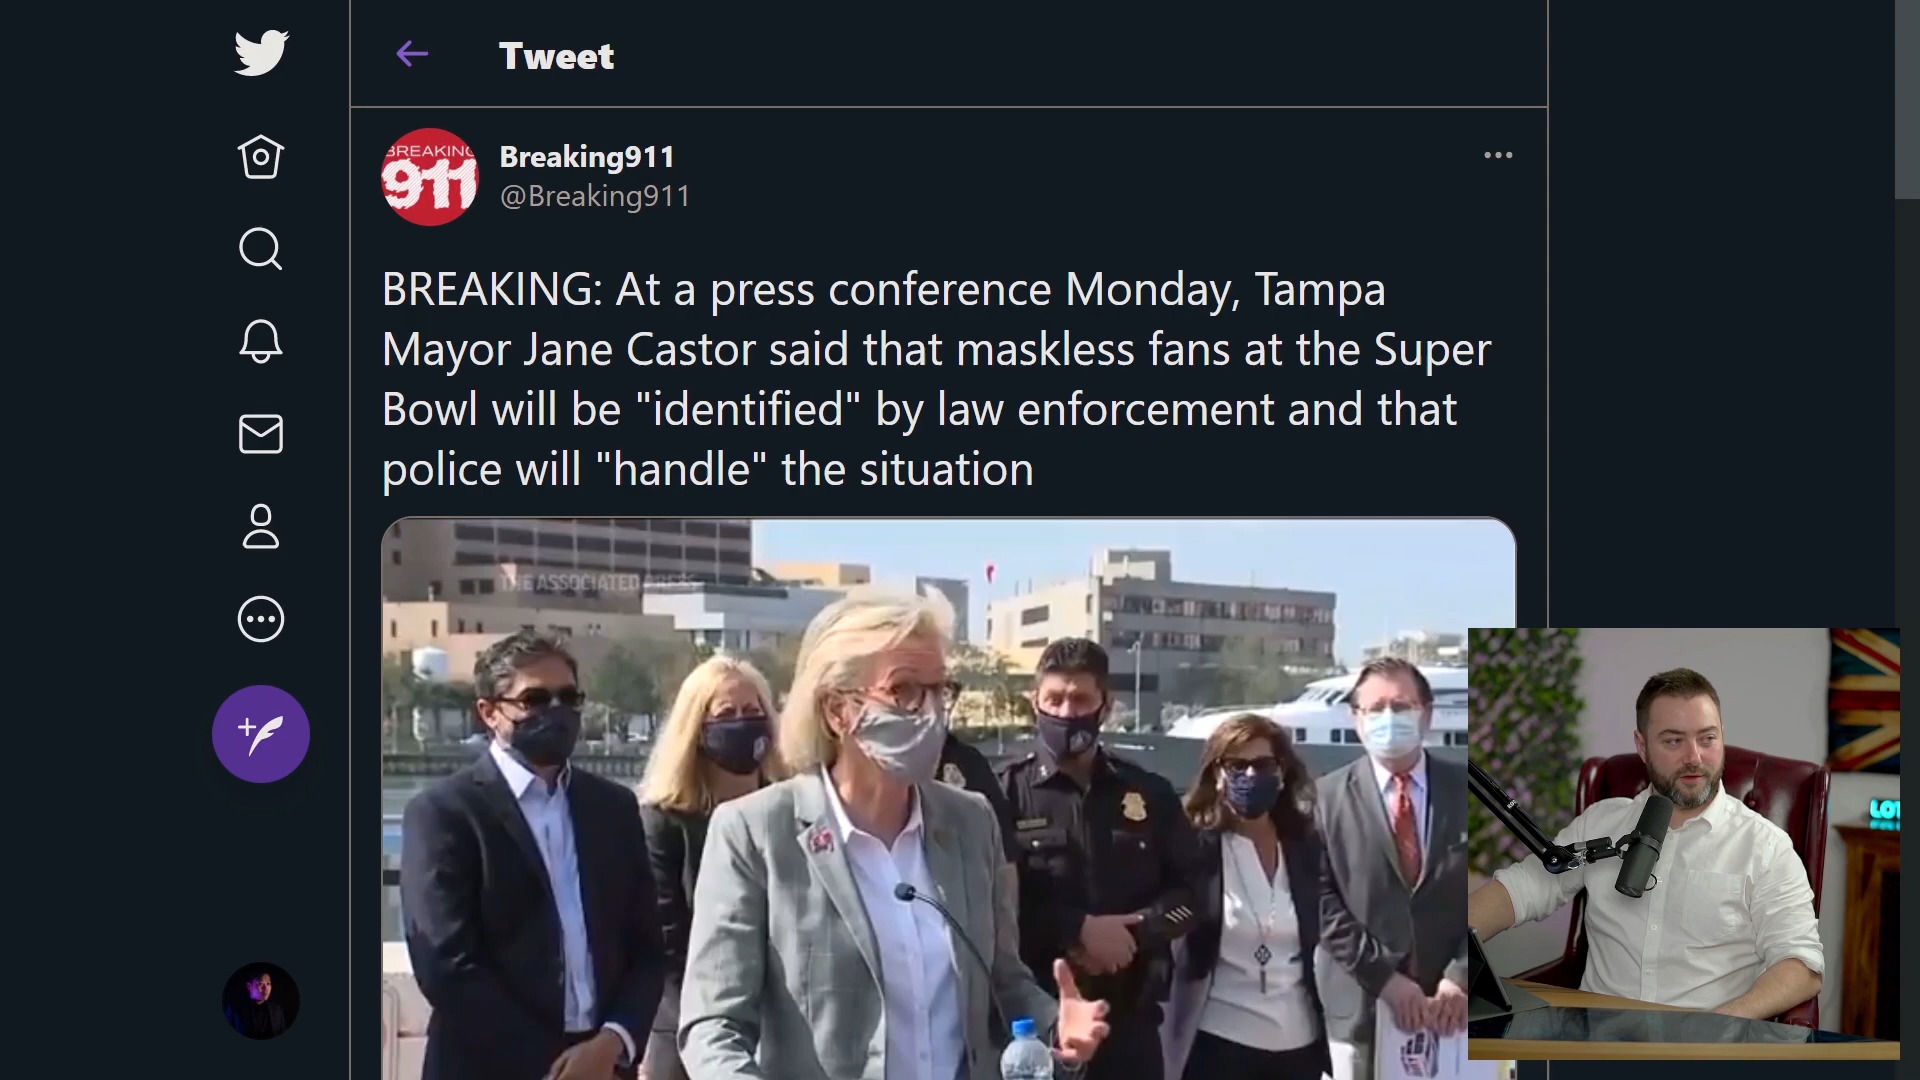 Tweet
BREAKING
911
Breaking911
@Breaking911
BREAKING: At a press conference Monday, Tampa
Mayor Jane Castor said that maskless fans at the Super
Bowl will be "identified" by law enforcement and that
police will "handle" the situation
THE ASSOCIATED PRESS
LOT